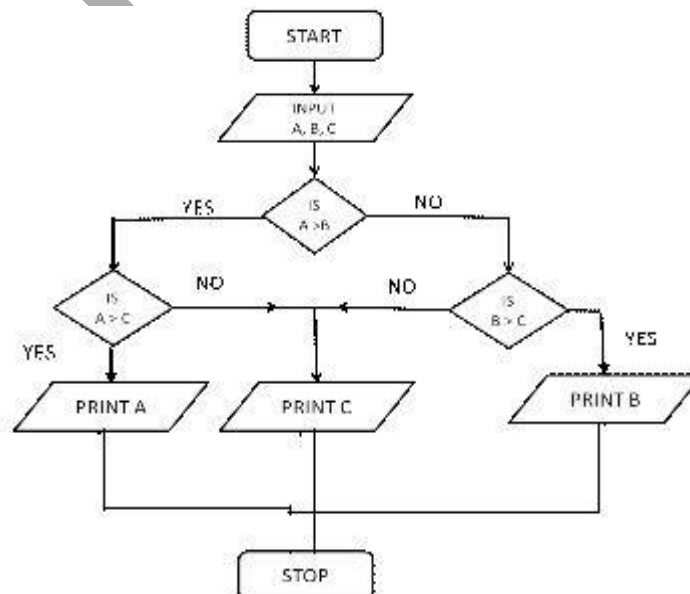 START
INPUT
A, B, C
IS
A >B
YES
NO
IS
A > C
NO
NO
IS
B > C
YES
YES
PRINT A
PRINT C
PRINT B
STOP